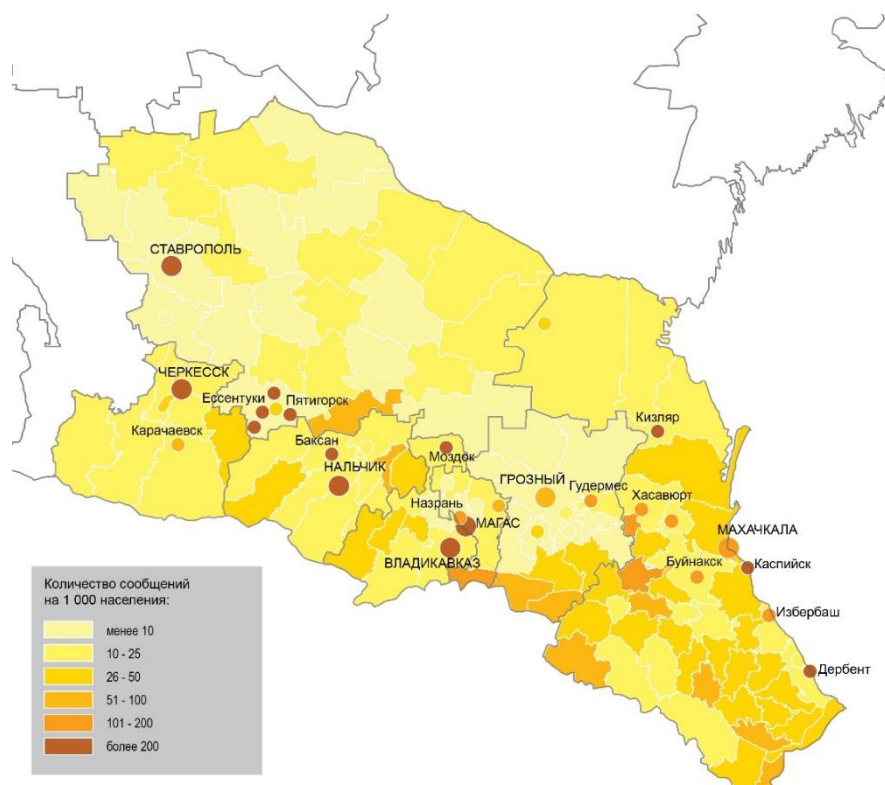 СТАВРОПОЛЬ
ЧЕРКЕССК
Ессентуки
Пятигорск
Карачаевск
Баксан
Кизляр
Моздок
НАЛЬЧИК
ГРОЗНЫЙ
Гудермес
Хасавюрт
Назрань
МАГАС
МАХАЧКАЛА
ВЛАДИКАВКАЗ
Буйнакск
Каспийск
Избербаш
Дербент
Количество сообщений
на 1 000 населения:
менее 10
10 - 25
26 - 50
51 - 100
101 - 200
более 200